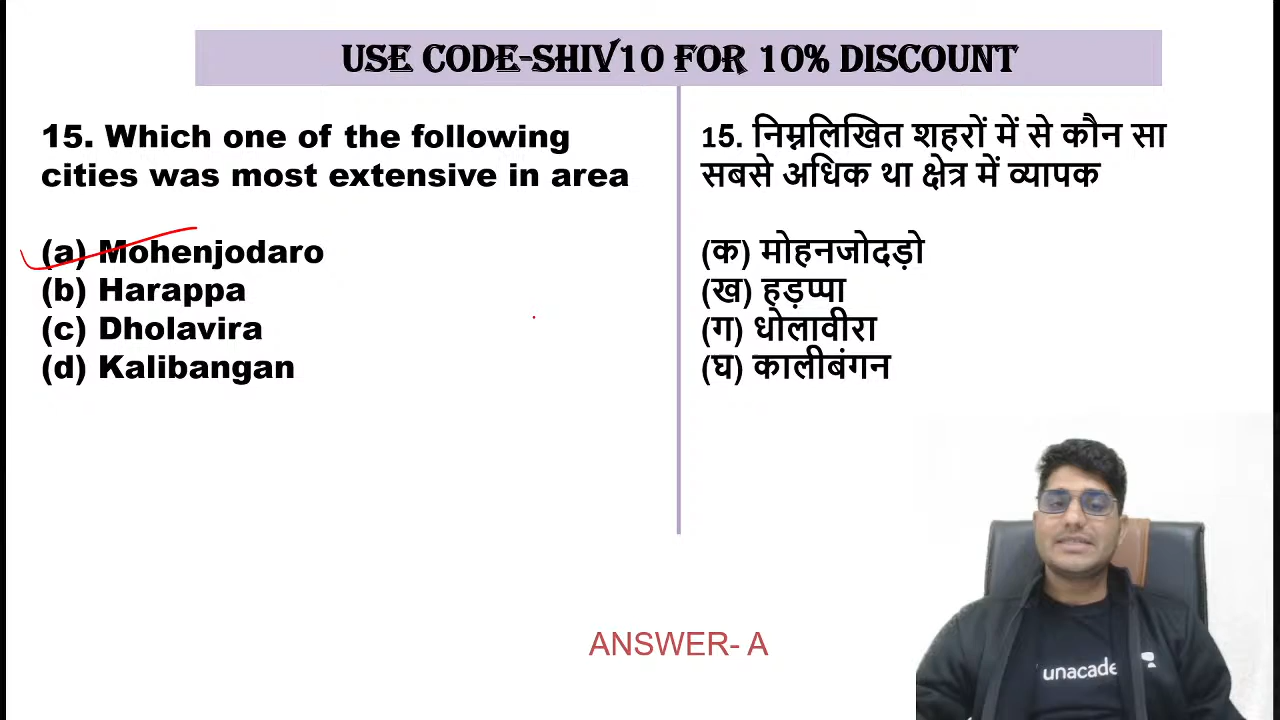 USE CODE-SHIV10 FOR 10% DISCOUNT
15. Which one of the following
cities was most extensive in area
(a) Mohenjodaro
(b) Harappa
(c) Dholavira
(d) Kalibangan
15. निम्नलिखित शहरों में से कौन सा
सबसे अधिक था क्षेत्र में व्यापक
(क) मोहनजोदड़ो
(ख) हड़प्पा
(ग) धोलावीरा
(घ) कालीबंगन
ANSWER- A
unacade